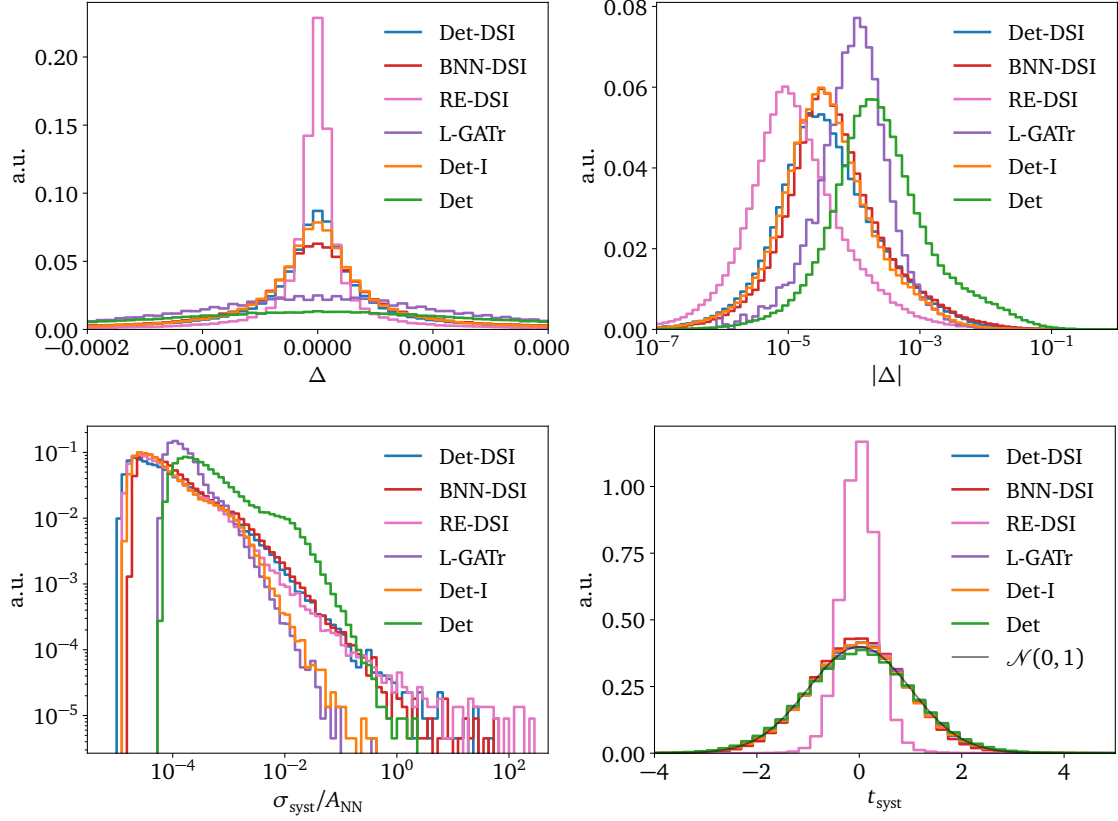 a.u.
0.20
0.15
0.10
0.05
0.00
−0.0002
−0.0001
0.0000
0.0001
0.000
Δ
Det-DSI
BNN-DSI
RE-DSI
L-GATr
Det-I
Det
a.u.
0.08
0.06
0.04
0.02
0.00
10⁻⁷
10⁻⁵
10⁻³
10⁻¹
|Δ|
Det-DSI
BNN-DSI
RE-DSI
L-GATr
Det-I
Det
a.u.
10⁻¹
10⁻²
10⁻³
10⁻⁴
10⁻⁵
10⁻⁴
10⁻²
10⁰
10²
σ_syst/A_NN
Det-DSI
BNN-DSI
RE-DSI
L-GATr
Det-I
Det
a.u.
1.00
0.75
0.50
0.25
0.00
−4
−2
0
2
4
t_syst
Det-DSI
BNN-DSI
RE-DSI
L-GATr
Det-I
Det
𝒩(0, 1)